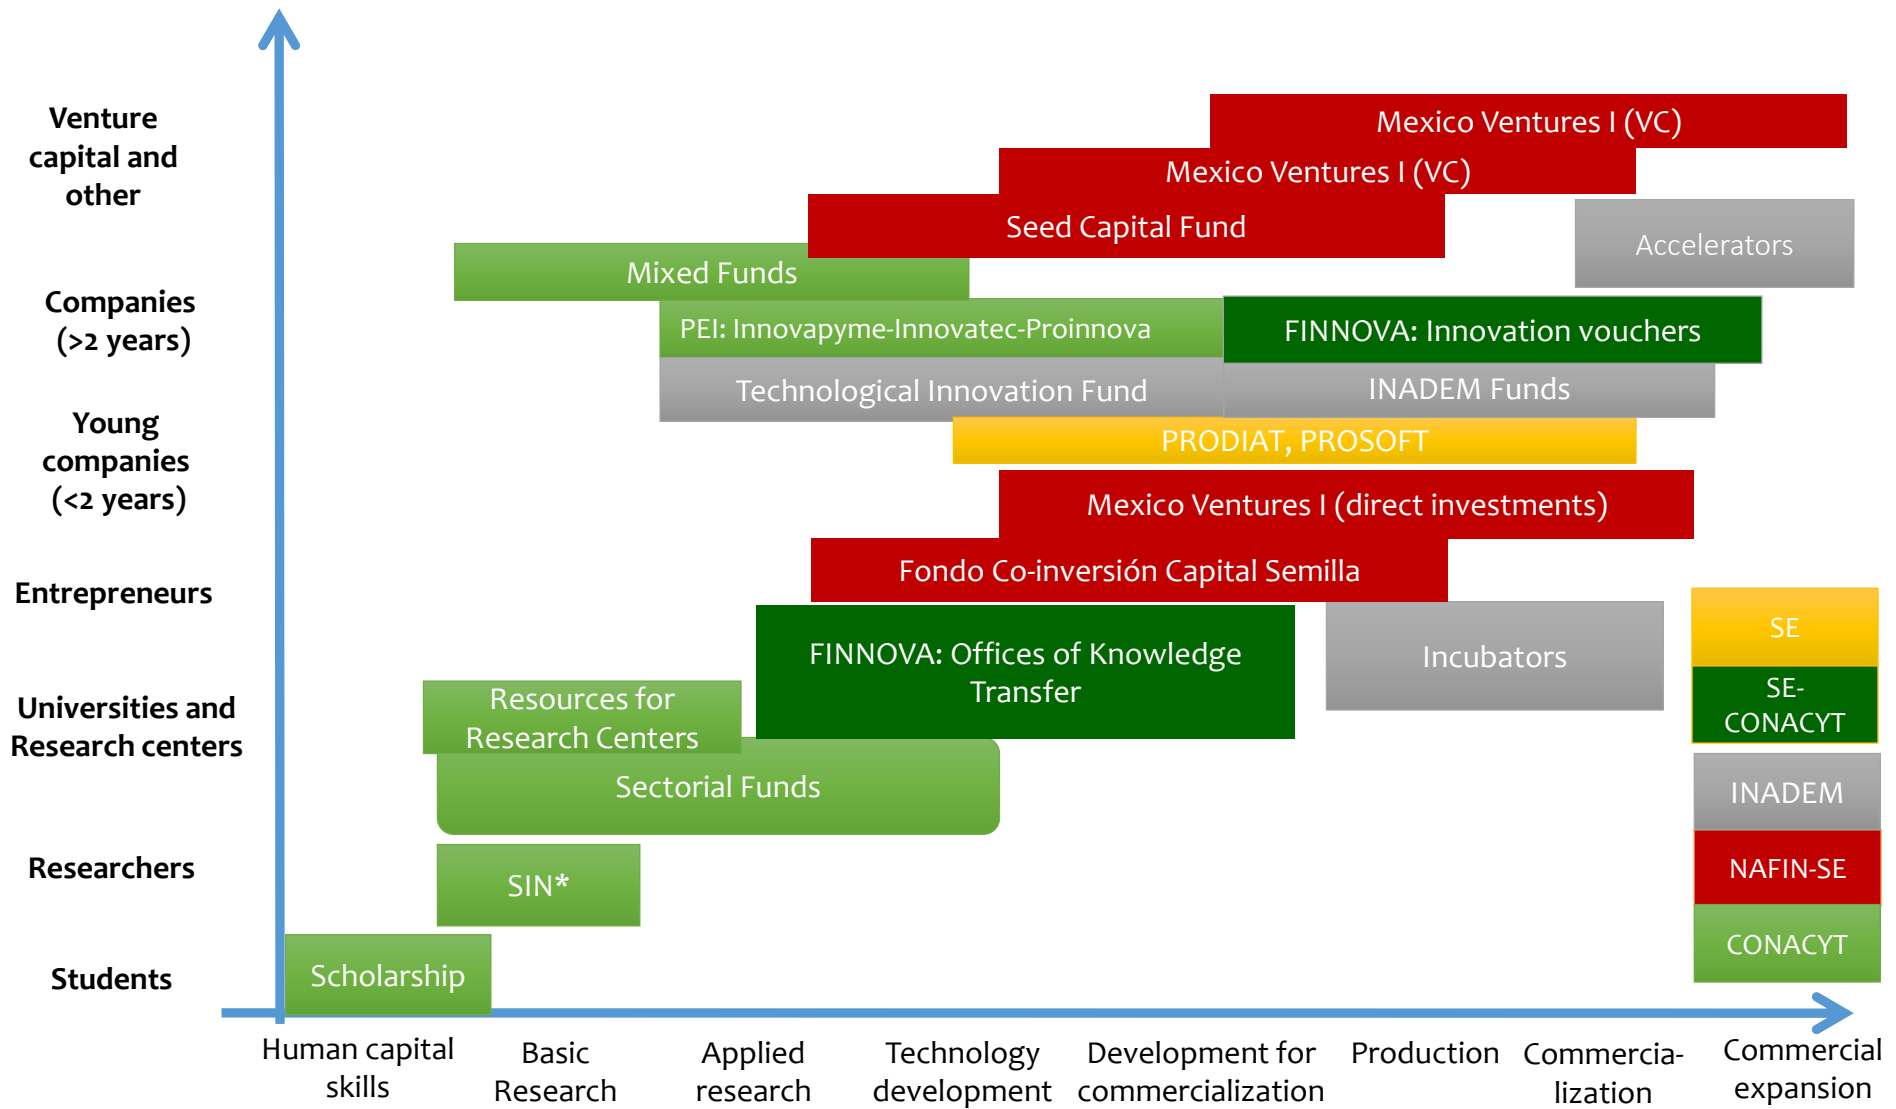 Venture
capital and
other
Companies
(>2 years)
Young
companies
(<2 years)
Entrepreneurs
Universities and
Research centers
Researchers
Students
Mexico Ventures I (VC)
Mexico Ventures I (VC)
Seed Capital Fund
Accelerators
Mixed Funds
PEI: Innovapyme-Innovatec-Proinnova
FINNOVA: Innovation vouchers
Technological Innovation Fund
INADEM Funds
PRODIAT, PROSOFT
Mexico Ventures I (direct investments)
Fondo Co-inversión Capital Semilla
FINNOVA: Offices of Knowledge
Transfer
Incubators
Resources for
Research Centers
Sectorial Funds
SIN*
Scholarship
SE
SE-
CONACYT
INADEM
NAFIN-SE
CONACYT
Human capital
skills
Basic
Research
Applied
research
Technology
development
Development for
commercialization
Production
Commercia-
lization
Commercial
expansion